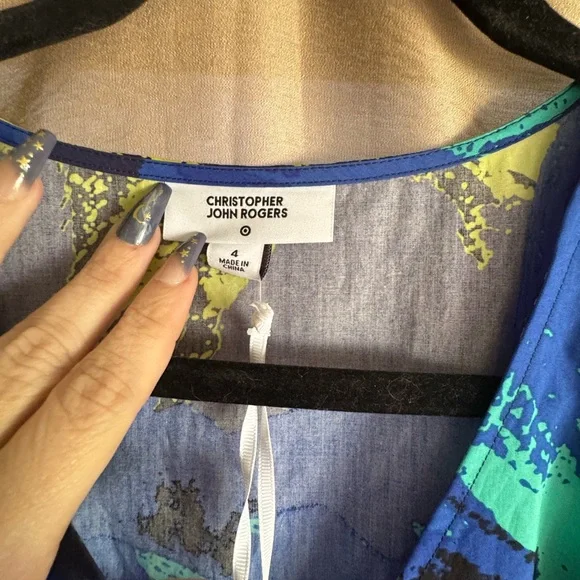 CHRISTOPHER
JOHN ROGERS
4
MADE IN
CHINA